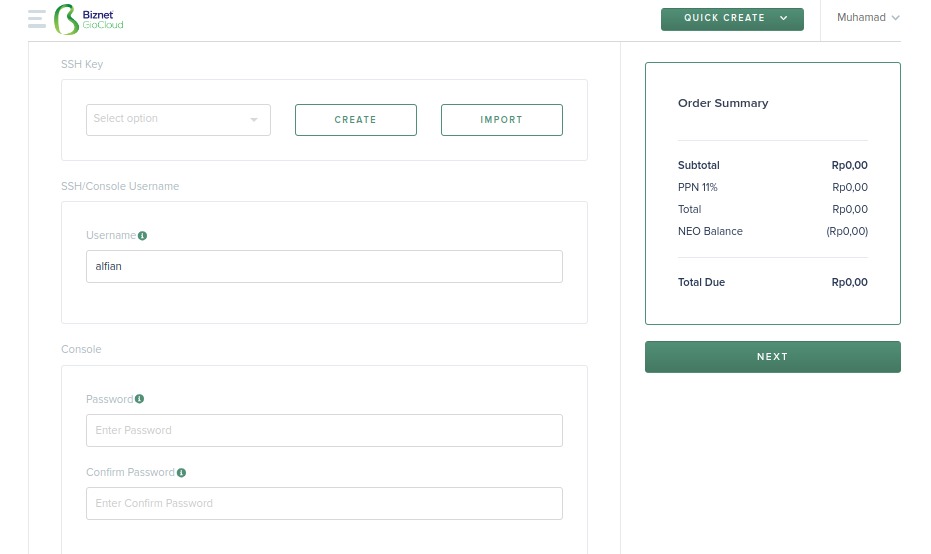 Biznet
GioCloud
QUICK CREATE
Muhamad
SSH Key
Select option
CREATE
IMPORT
SSH/Console Username
Username
alfian
Console
Password
Enter Password
Confirm Password
Enter Confirm Password
Order Summary
Subtotal Rp0,00
PPN 11% Rp0,00
Total Rp0,00
NEO Balance (Rp0,00)
Total Due Rp0,00
NEXT